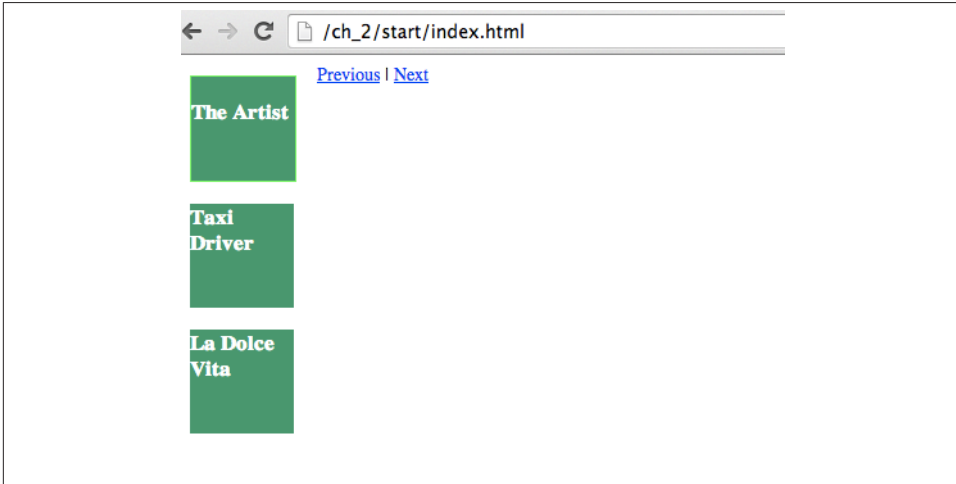 /ch_2/start/index.html
Previous | Next
The Artist
Taxi
Driver
La Dolce
Vita